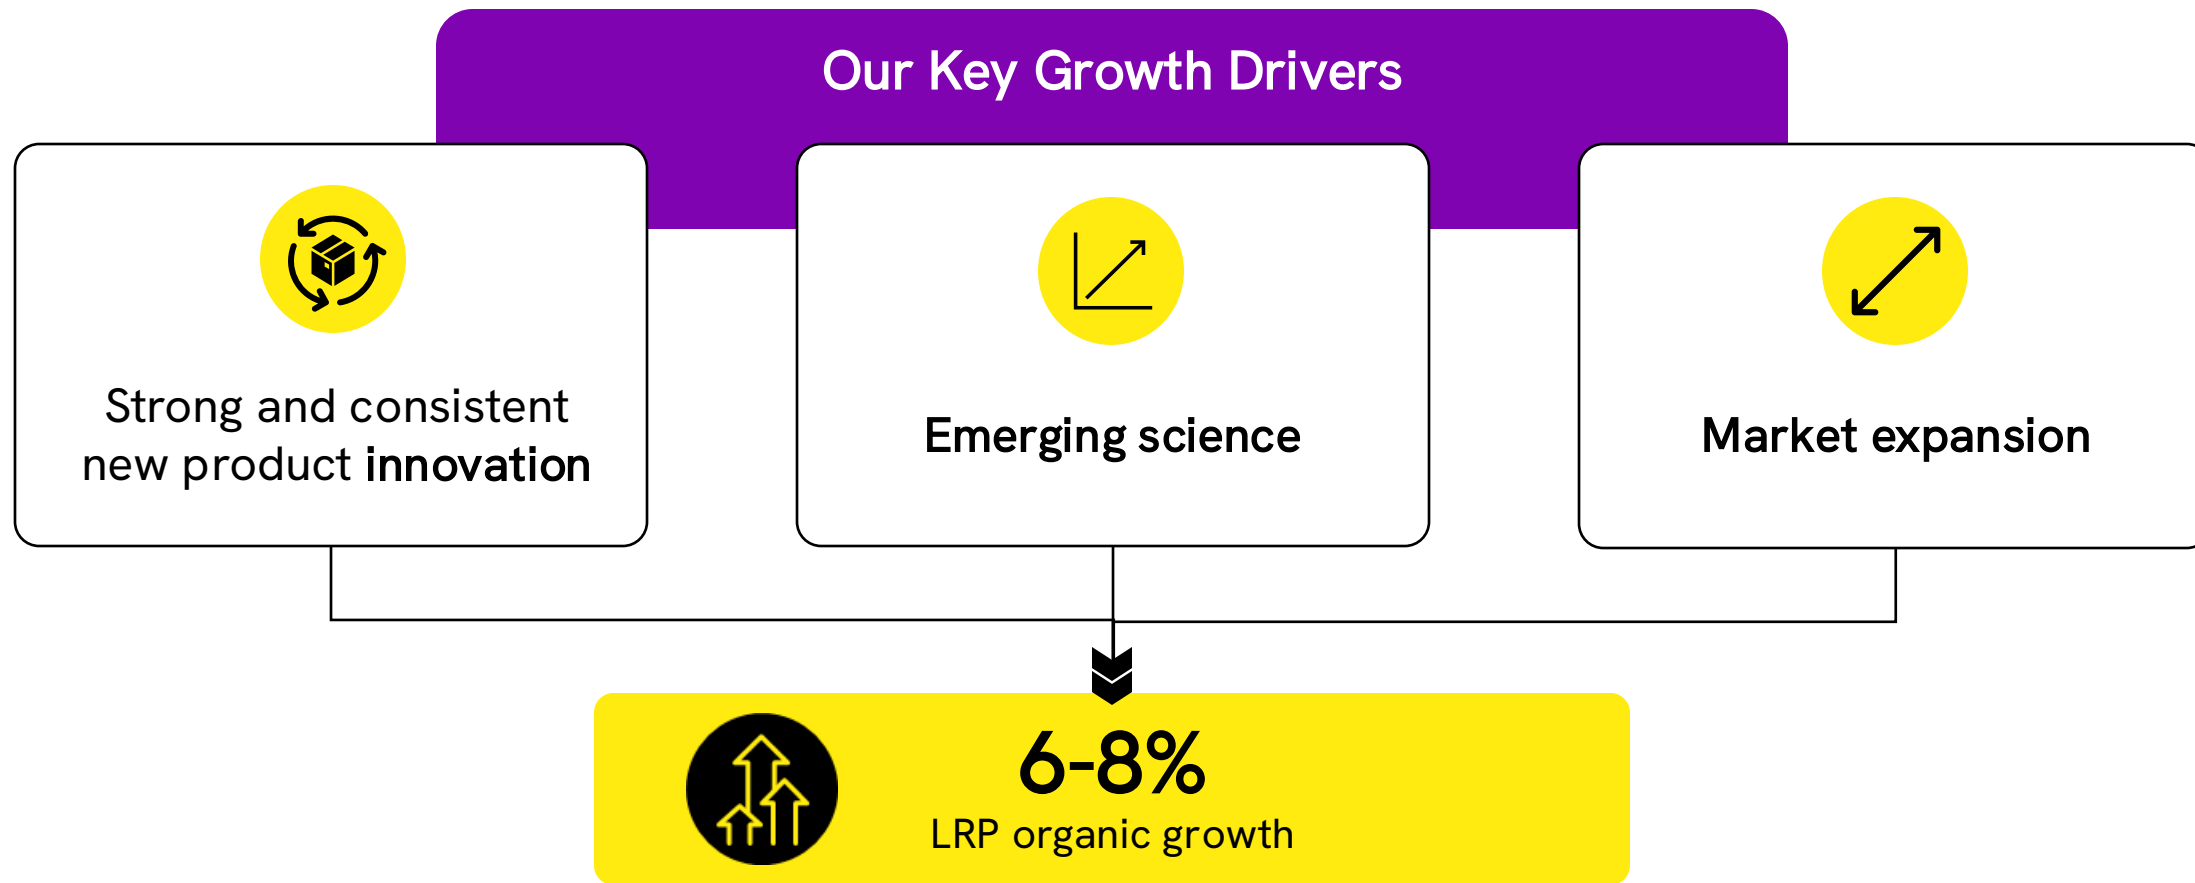 Our Key Growth Drivers
Strong and consistent
new product innovation
Emerging science
Market expansion
6-8%
LRP organic growth